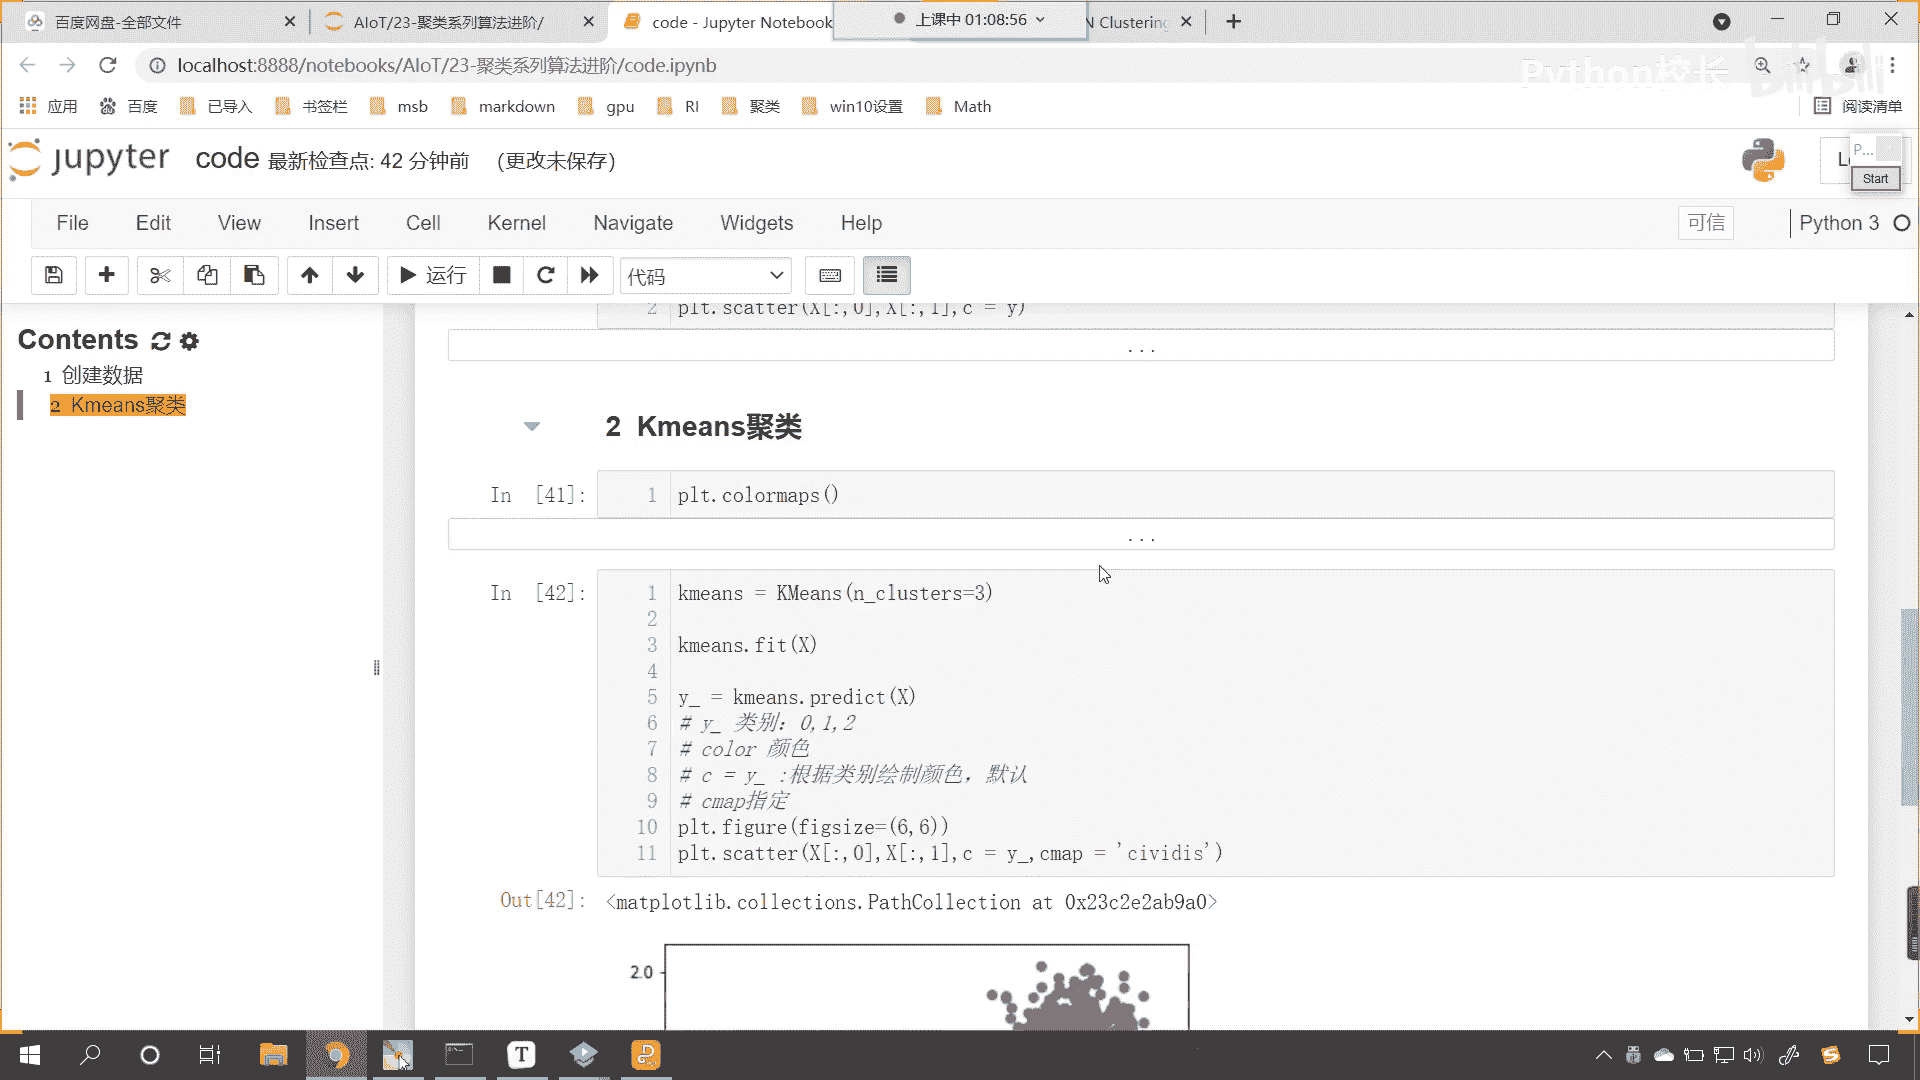 百度网盘-全部文件
AIoT/23-聚类系列算法进阶/
code - Jupyter Notebook
上课中 01:08:56
N Clustering
localhost:8888/notebooks/AIoT/23-聚类系列算法进阶/code.ipynb
Python校长
bilibili
应用
百度
已导入
书签栏
msb
markdown
gpu
RI
聚类
win10设置
Math
阅读清单
jupyter
code 最新检查点: 42 分钟前 (更改未保存)
P...
Start
File
Edit
View
Insert
Cell
Kernel
Navigate
Widgets
Help
可信
Python 3
运行
代码
Contents
1 创建数据
2 Kmeans聚类
2 plt.scatter(X[:,0],X[:,1],c = y)
...
2 Kmeans聚类
In [41]:
1 plt.colormaps()
...
In [42]:
1 kmeans = KMeans(n_clusters=3)
2
3 kmeans.fit(X)
4
5 y_ = kmeans.predict(X)
6 # y_ 类别：0,1,2
7 # color 颜色
8 # c = y_ :根据类别绘制颜色，默认
9 # cmap指定
10 plt.figure(figsize=(6,6))
11 plt.scatter(X[:,0],X[:,1],c = y_,cmap = 'cividis')
Out[42]: <matplotlib.collections.PathCollection at 0x23c2e2ab9a0>
2.0